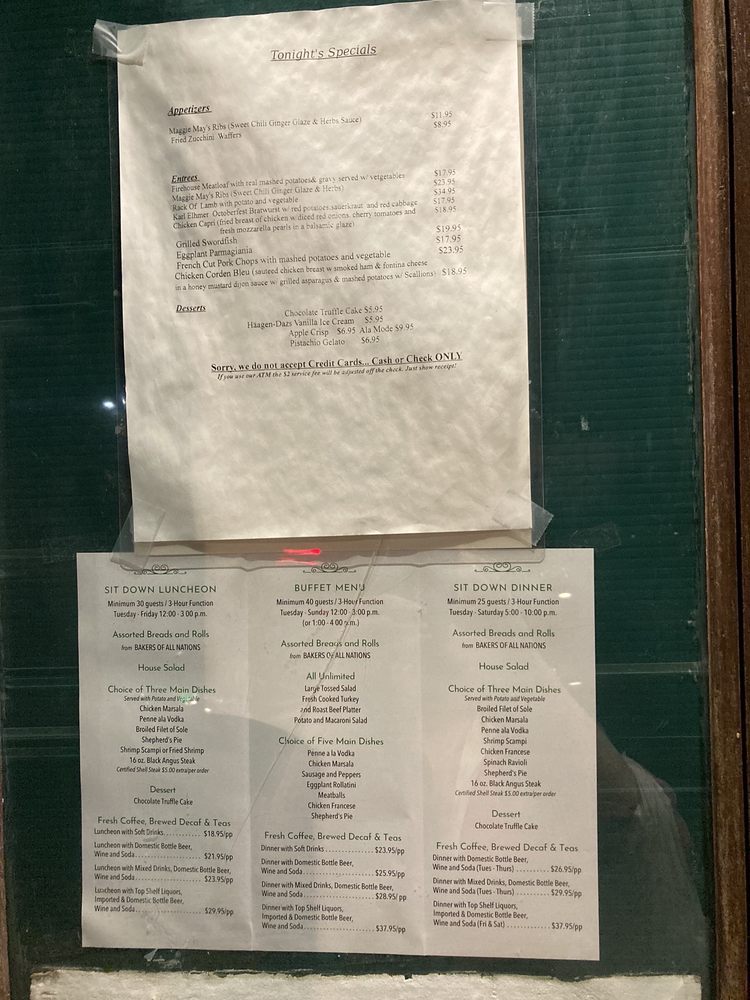 Tonight's Specials
Appetizers
Maggie May's Ribs (Sweet Chili Ginger Glaze & Herbs Sauce) $11.95
Fried Zucchini Waffers $8.95
Entrees
Firehouse Meatloaf with real mashed potatoes& gravy served w/ vetgetables $17.95
Maggie May's Ribs (Sweet Chili Ginger Glaze & Herbs) $23.95
Rack Of Lamb with potato and vegetable $34.95
Karl Elhmer Octoberfest Bratwurst w/ red potatoes,sauerkraut and red cabbage $17.95
Chicken Capri (fried breast of chicken w diced red onions, cherry tomatoes and $18.95
fresh mozzarella pearls in a balsamic glaze)
Grilled Swordfish $19.95
Eggplant Parmagiania $17.95
French Cut Pork Chops with mashed potatoes and vegetable $23.95
Chicken Corden Bleu (sauteed chicken breast w smoked ham & fontina cheese
in a honey mustard dijon sauce w/ grilled asparagus & mashed potatoes w/ Scallions) $18.95
Desserts
Chocolate Truffle Cake $5.95
Häagen-Dazs Vanilla Ice Cream $5.95
Apple Crisp $6.95 Ala Mode $9.95
Pistachio Gelato $6.95
Sorry, we do not accept Credit Cards... Cash or Check ONLY
If you use our ATM the $2 service fee will be adjusted off the check. Just show receipt!
SIT DOWN LUNCHEON
Minimum 30 guests / 3-Hour Function
Tuesday - Friday 12:00 - 3:00 p.m.
Assorted Breads and Rolls
from BAKERS OF ALL NATIONS
House Salad
Choice of Three Main Dishes
Served with Potato and Vegetable
Chicken Marsala
Penne ala Vodka
Broiled Filet of Sole
Shepherd's Pie
Shrimp Scampi or Fried Shrimp
16 oz. Black Angus Steak
Certified Shell Steak $5.00 extra/per order
Dessert
Chocolate Truffle Cake
Fresh Coffee, Brewed Decaf & Teas
Luncheon with Soft Drinks............ $18.95/pp
Luncheon with Domestic Bottle Beer,
Wine and Soda.................... $21.95/pp
Luncheon with Mixed Drinks, Domestic Bottle Beer,
Wine and Soda.................... $23.95/pp
Luncheon with Top Shelf Liquors,
Imported & Domestic Bottle Beer,
Wine and Soda.................... $29.95/pp
BUFFET MENU
Minimum 40 guests / 3-Hour Function
Tuesday - Sunday 12:00 - 3:00 p.m.
(or 1:00 - 4:00 p.m.)
Assorted Breads and Rolls
from BAKERS OF ALL NATIONS
All Unlimited
Large Tossed Salad
Fresh Cooked Turkey
and Roast Beef Platter
Potato and Macaroni Salad
Choice of Five Main Dishes
Penne a la Vodka
Chicken Marsala
Sausage and Peppers
Eggplant Rollatini
Meatballs
Chicken Francese
Shepherd's Pie
Fresh Coffee, Brewed Decaf & Teas
Dinner with Soft Drinks ............... $23.95/pp
Dinner with Domestic Bottle Beer,
Wine and Soda..................... $25.95/pp
Dinner with Mixed Drinks, Domestic Bottle Beer,
Wine and Soda..................... $28.95/pp
Dinner with Top Shelf Liquors,
Imported & Domestic Bottle Beer,
Wine and Soda..................... $37.95/pp
SIT DOWN DINNER
Minimum 25 guests / 3-Hour Function
Tuesday - Saturday 5:00 - 10:00 p.m.
Assorted Breads and Rolls
from BAKERS OF ALL NATIONS
House Salad
Choice of Three Main Dishes
Served with Potato and Vegetable
Broiled Filet of Sole
Chicken Marsala
Penne ala Vodka
Shrimp Scampi
Chicken Francese
Spinach Ravioli
Shepherd's Pie
16 oz. Black Angus Steak
Certified Shell Steak $5.00 extra/per order
Dessert
Chocolate Truffle Cake
Fresh Coffee, Brewed Decaf & Teas
Dinner with Domestic Bottle Beer,
Wine and Soda (Tues - Thurs) .......... $26.95/pp
Dinner with Mixed Drinks, Domestic Bottle Beer,
Wine and Soda (Tues - Thurs) .......... $29.95/pp
Dinner with Top Shelf Liquors,
Imported & Domestic Bottle Beer,
Wine and Soda (Fri & Sat) ............. $37.95/pp